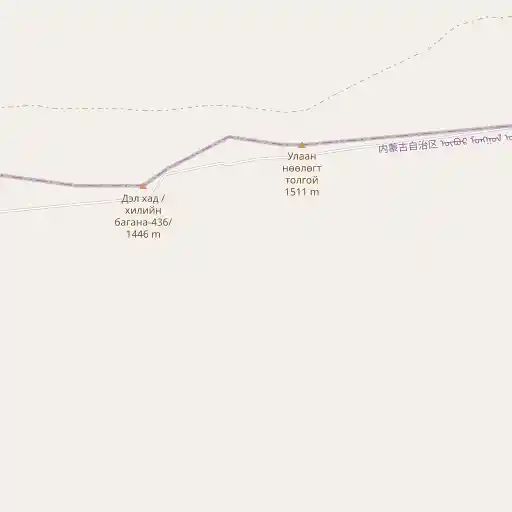 Улаан
нөөлөгт
толгой
1511 m
内蒙古自治区
Дэл хад /
хилийн
багана-436/
1446 m